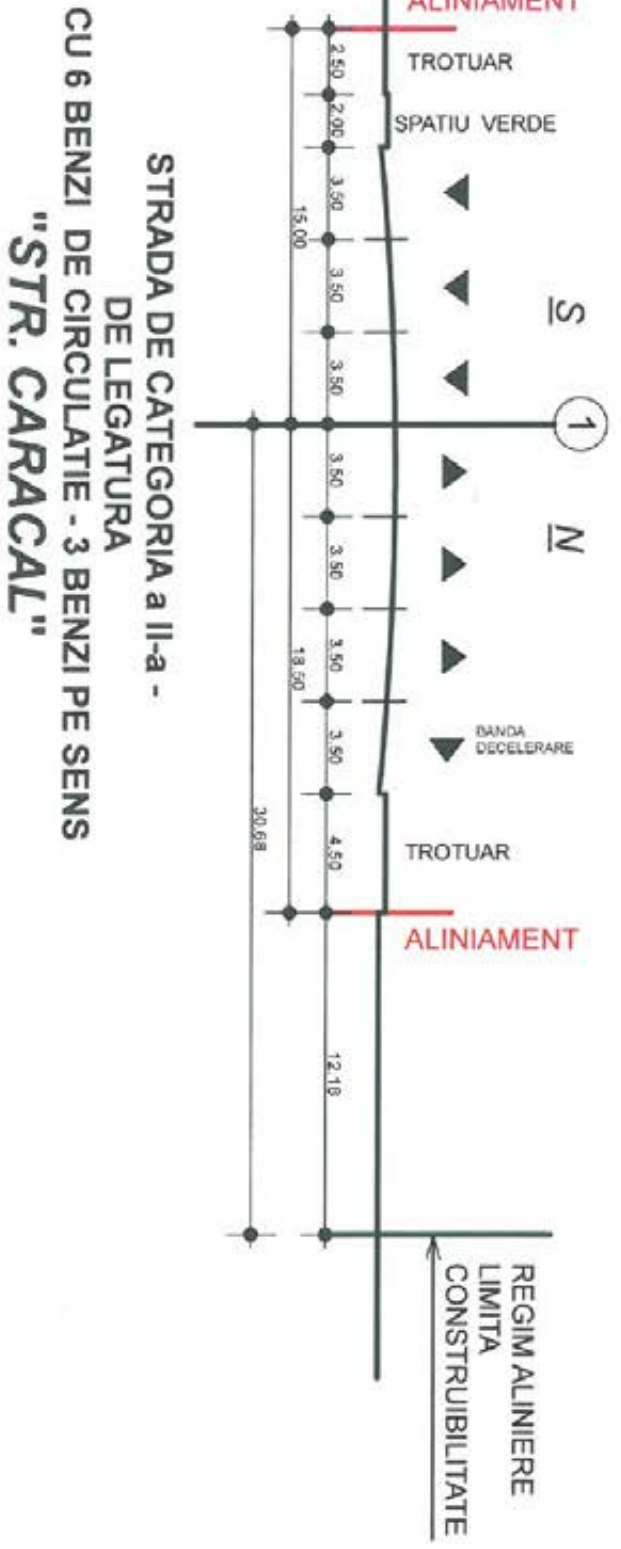 ALINIAMENT
TROTUAR
SPATIU VERDE
S
1
N
BANDA
DECELERARE
TROTUAR
ALINIAMENT
REGIM ALINIERE
LIMITA
CONSTRUIBILITATE
2.50
2.00
3.50
3.50
3.50
3.50
3.50
3.50
3.50
4.50
12.18
15.00
18.50
30.68
STRADA DE CATEGORIA a II-a -
DE LEGATURA
CU 6 BENZI DE CIRCULATIE - 3 BENZI PE SENS
"STR. CARACAL"